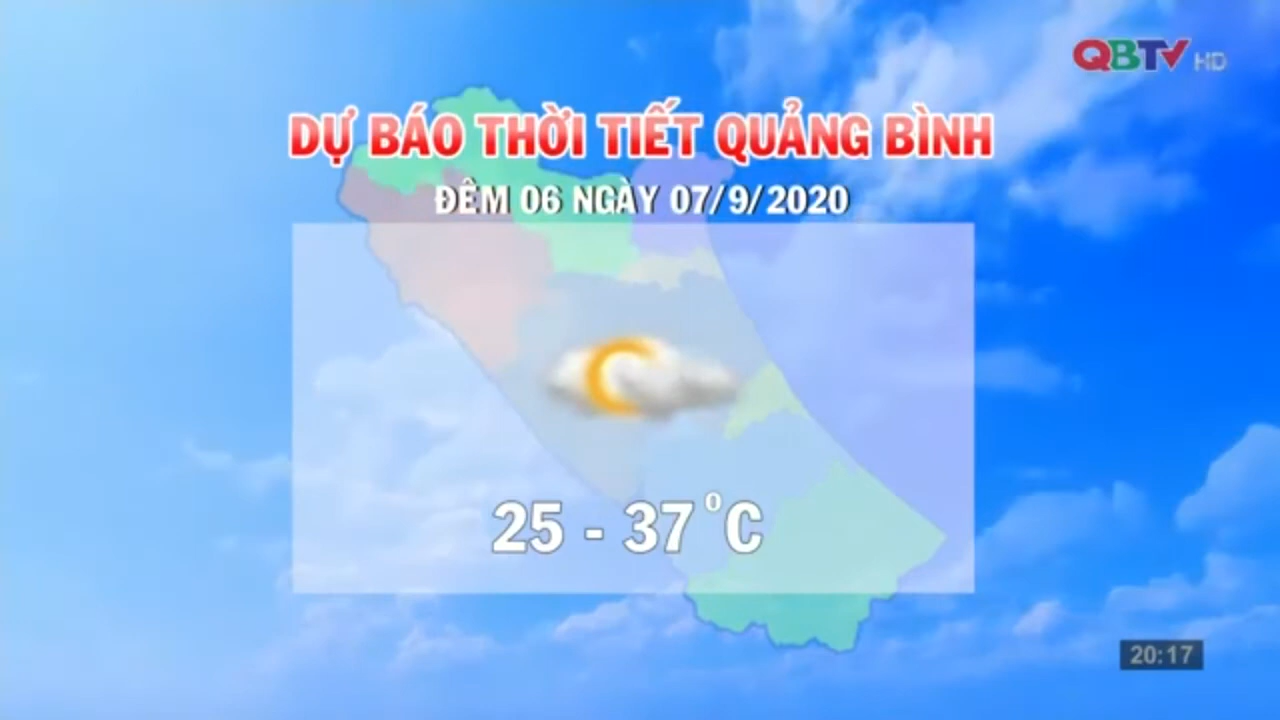 QBTV HD
DỰ BÁO THỜI TIẾT QUẢNG BÌNH
ĐÊM 06 NGÀY 07/9/2020
25 - 37°C
20:17